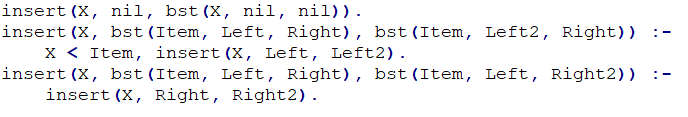 insert(X, nil, bst(X, nil, nil)).
insert(X, bst(Item, Left, Right), bst(Item, Left2, Right)) :-
    X < Item, insert(X, Left, Left2).
insert(X, bst(Item, Left, Right), bst(Item, Left, Right2)) :-
    insert(X, Right, Right2).